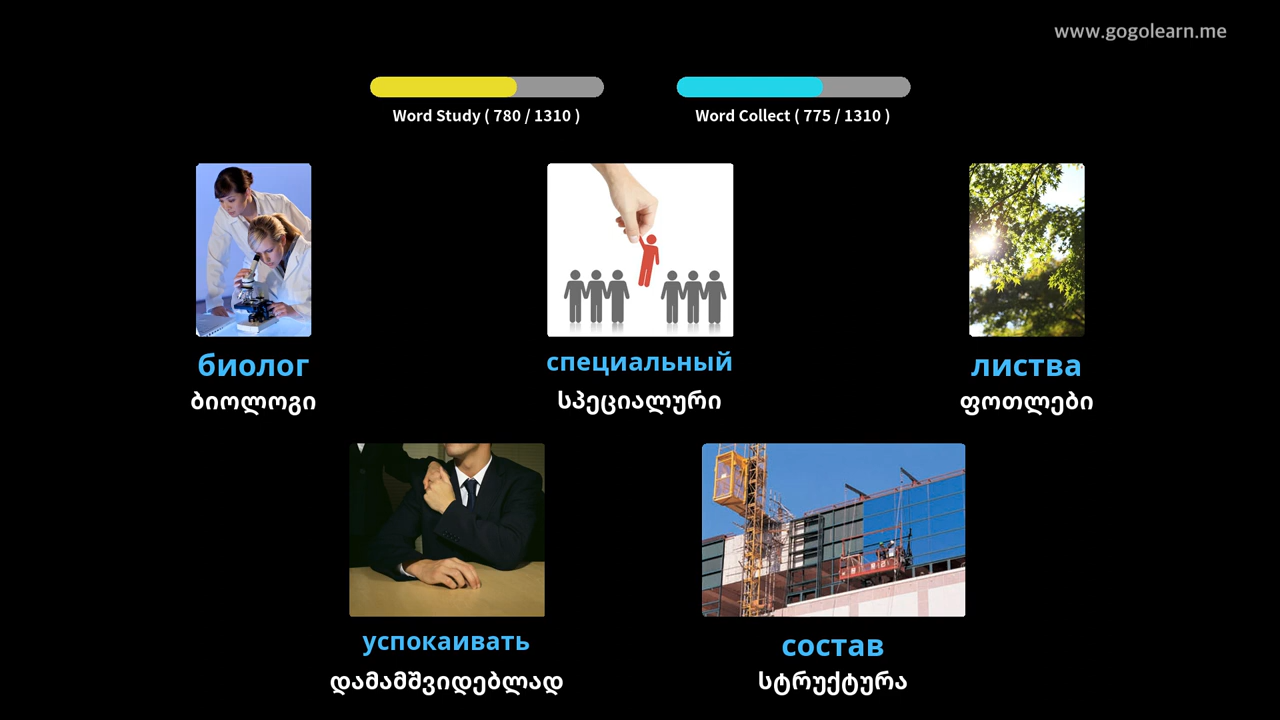 www.gogolearn.me
Word Study ( 780 / 1310 )
Word Collect ( 775 / 1310 )
биолог
специальный
листва
ბიოლოგი
სპეციალური
ფოთლები
успокаивать
состав
დამამშვიდებლად
სტრუქტურა